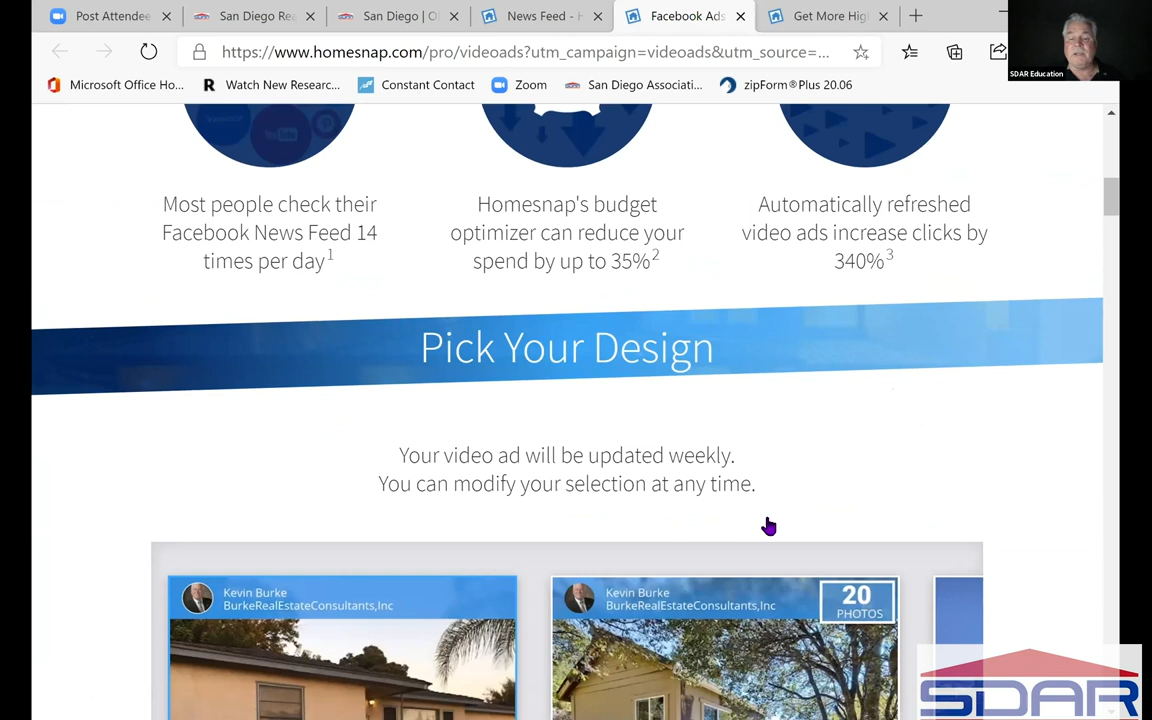 Post Attendee
San Diego Rea
San Diego | O
News Feed - H
Facebook Ads
Get More Hig
https://www.homesnap.com/pro/videoads?utm_campaign=videoads&utm_source=...
SDAR Education
Microsoft Office Ho...
Watch New Researc...
Constant Contact
Zoom
San Diego Associati...
zipForm®Plus 20.06
You Tube
Most people check their
Facebook News Feed 14
times per day1
Homesnap's budget
optimizer can reduce your
spend by up to 35%2
Automatically refreshed
video ads increase clicks by
340%3
Pick Your Design
Your video ad will be updated weekly.
You can modify your selection at any time.
Kevin Burke
BurkeRealEstateConsultants,Inc
Kevin Burke
BurkeRealEstateConsultants,Inc
20
PHOTOS
SDAR